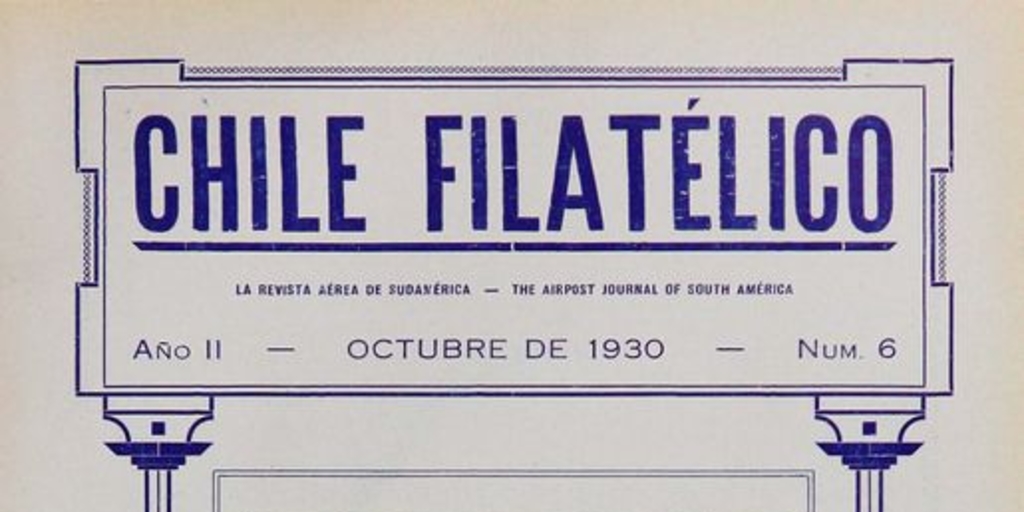 CHILE FILATÉLICO
LA REVISTA AÉREA DE SUDAMÉRICA — THE AIRPOST JOURNAL OF SOUTH AMÉRICA
AÑO II — OCTUBRE DE 1930 — NUM. 6